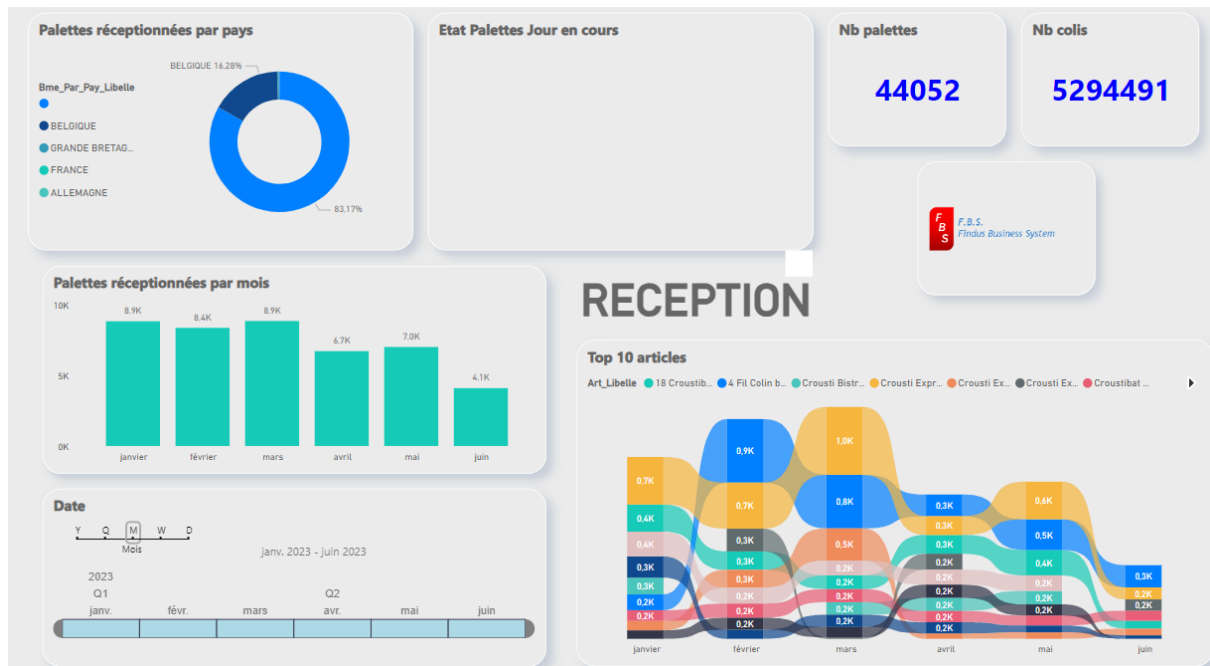 Palettes réceptionnées par pays
BELGIQUE 16,28%
Bme_Par_Pay_Libelle
BELGIQUE
GRANDE BRETAG...
FRANCE
ALLEMAGNE
83,17%
Etat Palettes Jour en cours
Nb palettes
44052
Nb colis
5294491
F
B
S
F.B.S.
Findus Business System
Palettes réceptionnées par mois
10K
5K
0K
8,9K
8,4K
8,9K
6,7K
7,0K
4,1K
janvier
février
mars
avril
mai
juin
RECEPTION
Date
Y Q M W D
Mois
janv. 2023 - juin 2023
2023
Q1 Q2
janv. févr. mars avr. mai juin
Top 10 articles
Art_Libelle 18 Croustib... 4 Fil Colin b... Crousti Bistr... Crousti Expr... Crousti Ex... Crousti Ex... Croustibat ...
0,7K
0,4K
0,4K
0,3K
0,3K
0,2K
0,2K
janvier
0,9K
0,7K
0,3K
0,3K
0,3K
0,2K
0,2K
février
1,0K
0,8K
0,5K
0,2K
0,2K
0,2K
0,2K
0,2K
mars
0,3K
0,3K
0,3K
0,2K
0,2K
0,2K
0,2K
0,2K
avril
0,6K
0,5K
0,4K
0,2K
0,2K
0,2K
mai
0,3K
0,2K
0,2K
juin